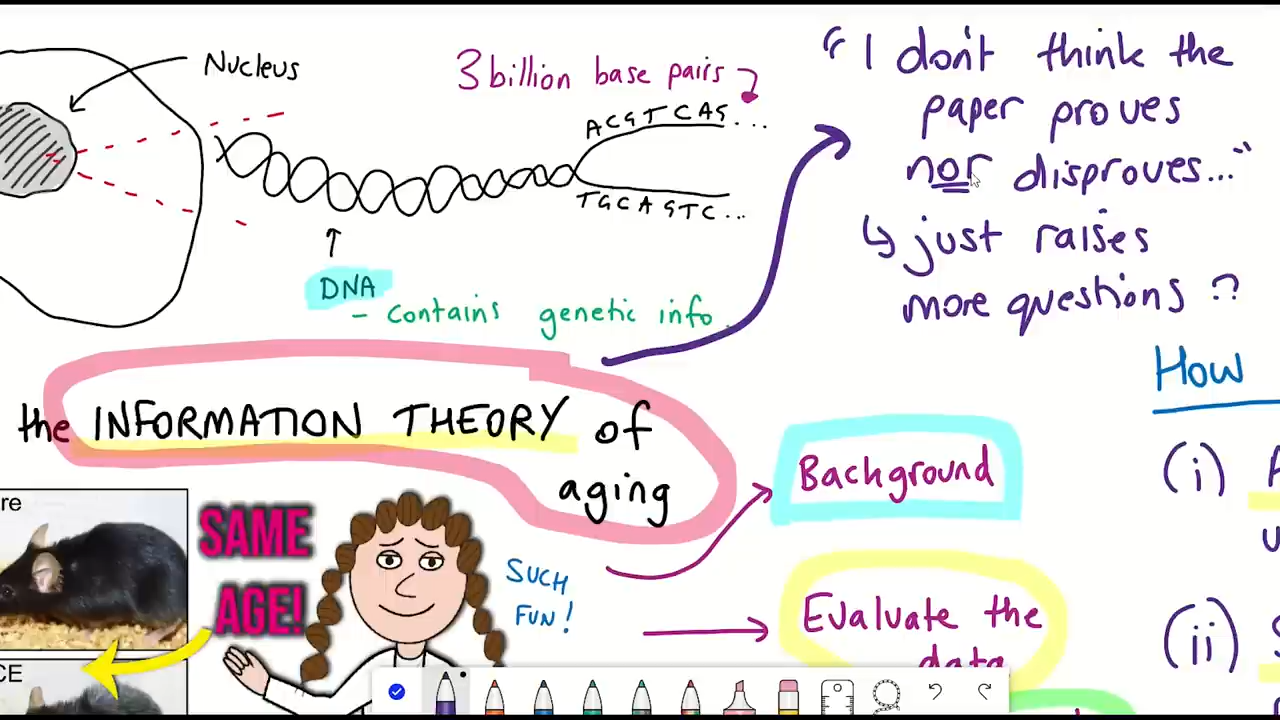 Nucleus
3 billion base pairs
ACGTCAG...
TGCAGTC...
DNA
- contains genetic info
"I don't think the
paper proves
nor disproves..."
↳ just raises
more questions ??
the INFORMATION THEORY of
aging
re
SAME
AGE!
CE
SUCH
FUN!
Background
Evaluate the
data
How
(i) A
(ii) S